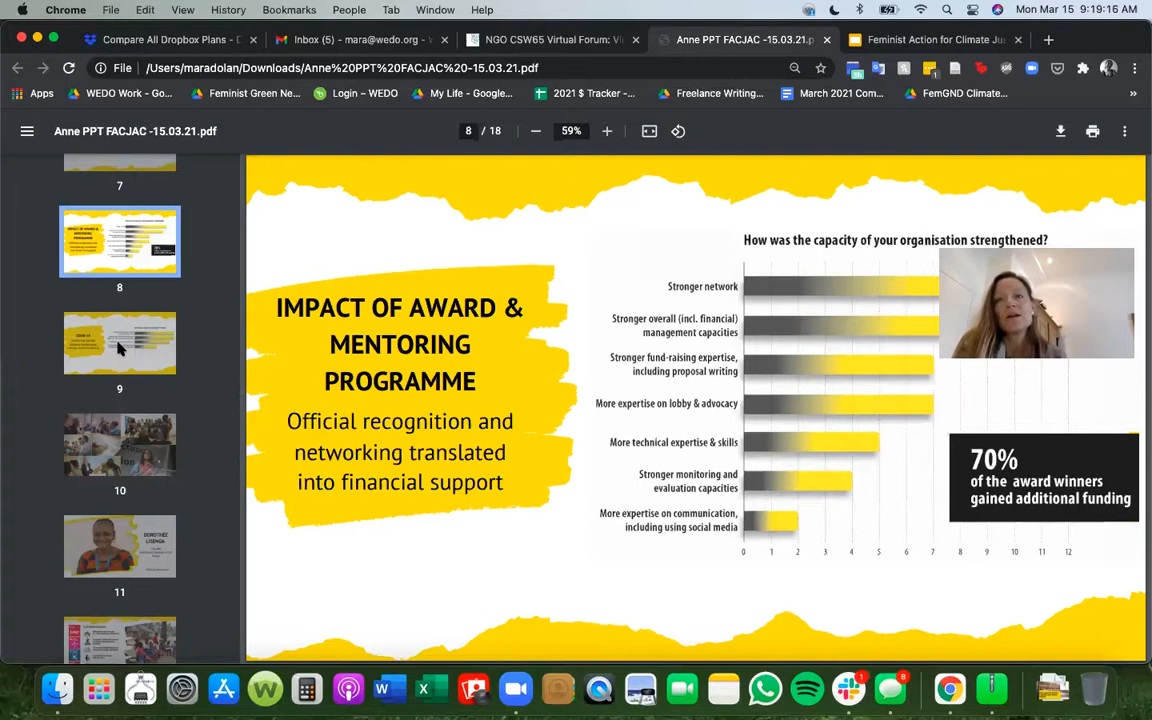 Chrome File Edit View History Bookmarks People Tab Window Help Mon Mar 15 9:19:16 AM
Compare All Dropbox Plans - D
Inbox (5) - mara@wedo.org -
NGO CSW65 Virtual Forum: Vi
Anne PPT FACJAC -15.03.21.p
Feminist Action for Climate Jus
File /Users/maradolan/Downloads/Anne%20PPT%20FACJAC%20-15.03.21.pdf
Apps WEDO Work - Go... Feminist Green Ne... Login – WEDO My Life - Google... 2021 $ Tracker -... Freelance Writing... March 2021 Com... FemGND Climate...
Anne PPT FACJAC -15.03.21.pdf
8 / 18
59%
7
8
9
10
DOROTHÉE
LISENGA
11
IMPACT OF AWARD &
MENTORING
PROGRAMME
Official recognition and
networking translated
into financial support
How was the capacity of your organisation strengthened?
Stronger network
Stronger overall (incl. financial)
management capacities
Stronger fund-raising expertise,
including proposal writing
More expertise on lobby & advocacy
More technical expertise & skills
Stronger monitoring and
evaluation capacities
More expertise on communication,
including using social media
0 1 2 3 4 5 6 7 8 9 10 11 12
70%
of the award winners
gained additional funding
1
8